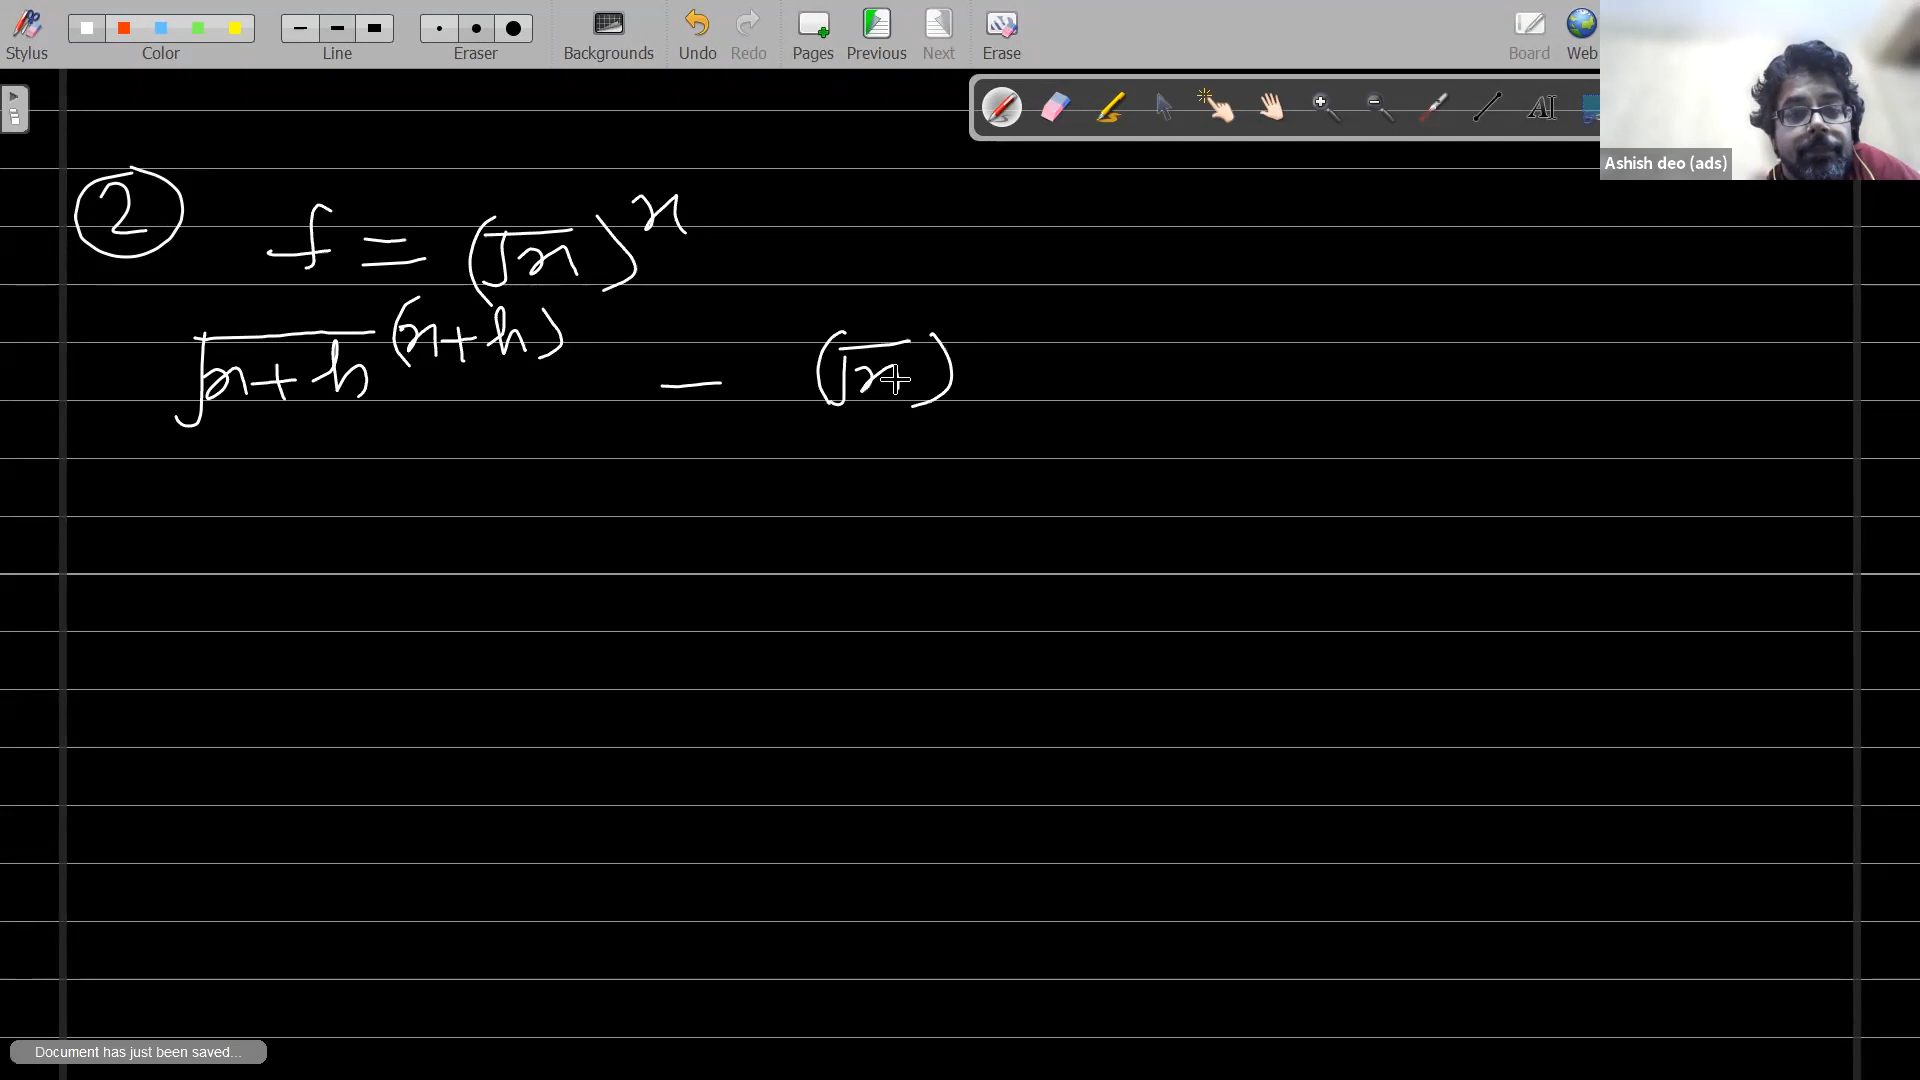 Stylus Color Line Eraser Backgrounds Undo Redo Pages Previous Next Erase Board Web
AI
Ashish deo (ads)
② f = (√x)^x
√x+h^(x+h) — (√x)
Document has just been saved...